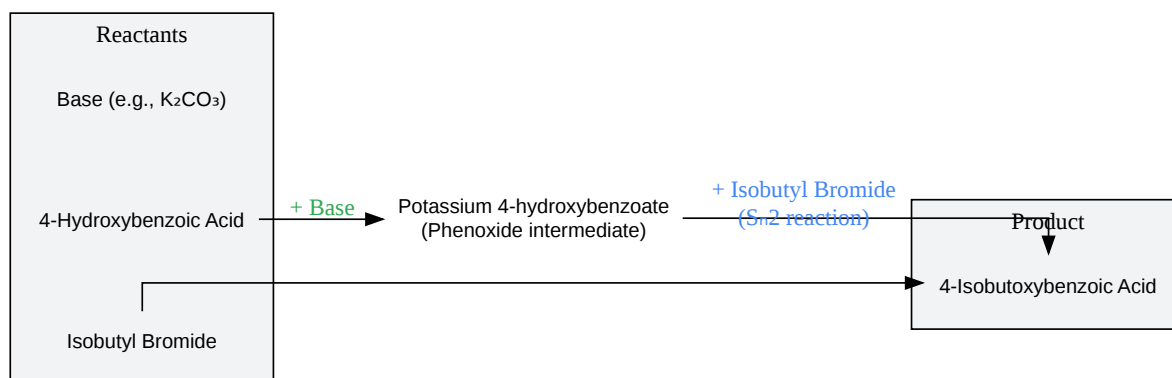 Reactants
Base (e.g., K₂CO₃)
4-Hydroxybenzoic Acid
Isobutyl Bromide
+ Base
Potassium 4-hydroxybenzoate
(Phenoxide intermediate)
+ Isobutyl Bromide
(Sₙ2 reaction)
Product
4-Isobutoxybenzoic Acid